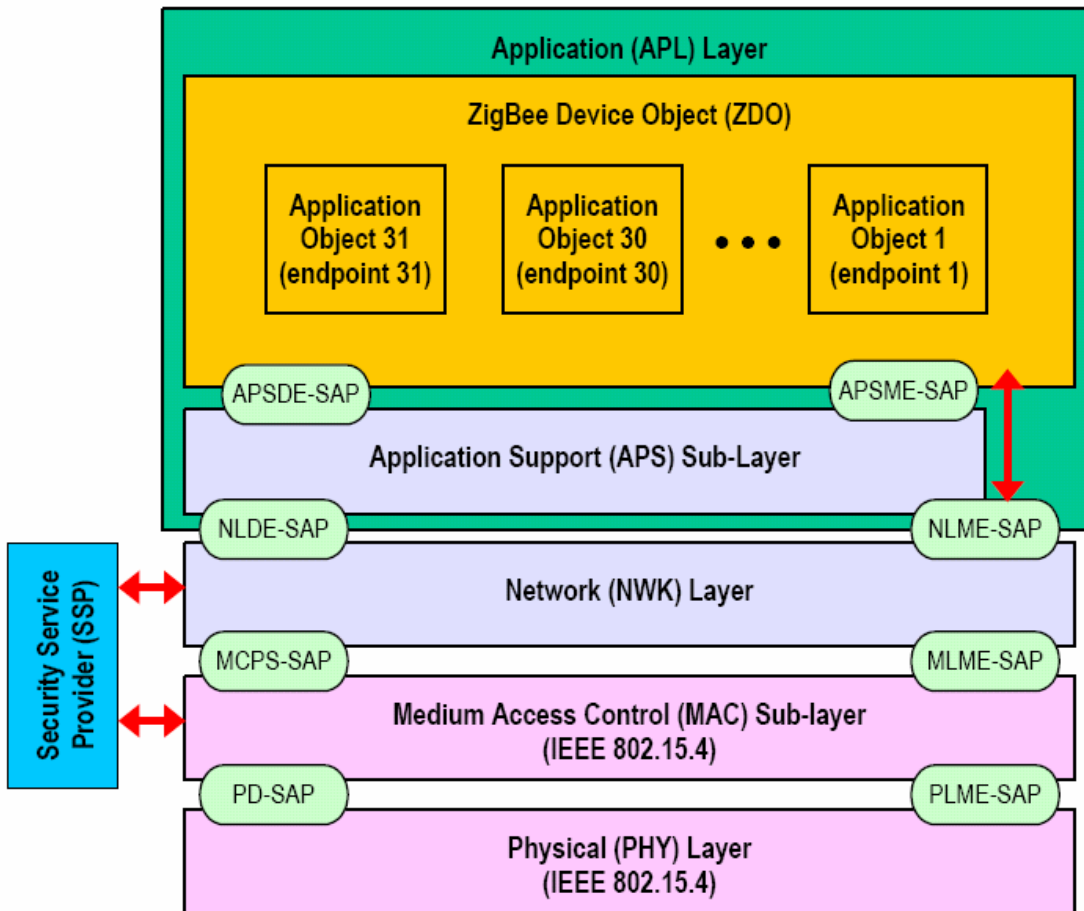 Application (APL) Layer
ZigBee Device Object (ZDO)
Application
Object 31
(endpoint 31)
Application
Object 30
(endpoint 30)
• • •
Application
Object 1
(endpoint 1)
APSDE-SAP
APSME-SAP
Application Support (APS) Sub-Layer
NLDE-SAP
NLME-SAP
Security Service
Provider (SSP)
Network (NWK) Layer
MCPS-SAP
MLME-SAP
Medium Access Control (MAC) Sub-layer
(IEEE 802.15.4)
PD-SAP
PLME-SAP
Physical (PHY) Layer
(IEEE 802.15.4)